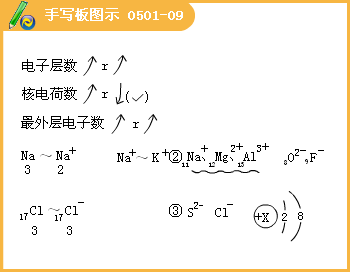 手写板图示 0501-09
电子层数 ↗ r ↗
核电荷数 ↗ r ↓(✓)
最外层电子数 ↗ r ↗
Na～Na⁺ Na⁺～K⁺ ② ₁₁Na⁺、₁₂Mg²⁺、₁₃Al³⁺ ₈O²⁻,₉F⁻
3 2
₁₇Cl～₁₇Cl⁻ ③ S²⁻ Cl⁻ +X 2 8
3 3